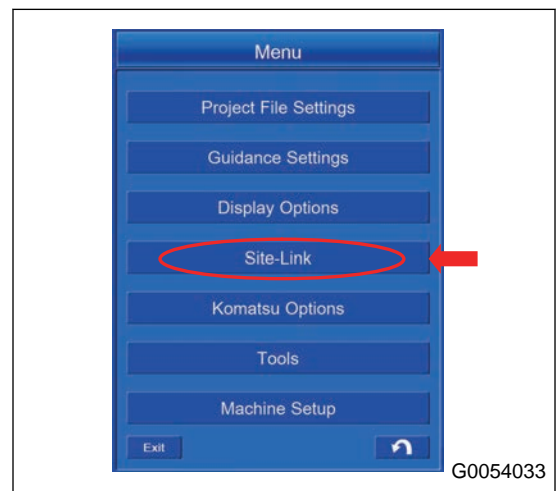 Menu
Project File Settings
Guidance Settings
Display Options
Site-Link
Komatsu Options
Tools
Machine Setup
Exit
G0054033